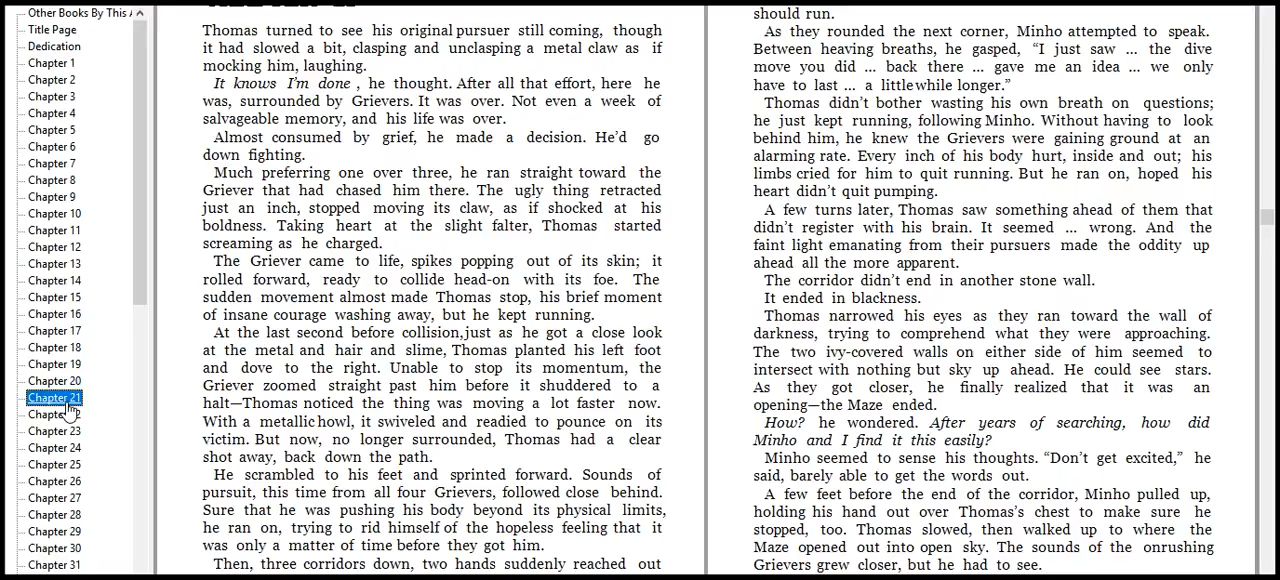 Other Books By This A
Title Page
Dedication
Chapter 1
Chapter 2
Chapter 3
Chapter 4
Chapter 5
Chapter 6
Chapter 7
Chapter 8
Chapter 9
Chapter 10
Chapter 11
Chapter 12
Chapter 13
Chapter 14
Chapter 15
Chapter 16
Chapter 17
Chapter 18
Chapter 19
Chapter 20
Chapter 21
Chapte 2
Chapter 23
Chapter 24
Chapter 25
Chapter 26
Chapter 27
Chapter 28
Chapter 29
Chapter 30
Chapter 31
Thomas turned to see his original pursuer still coming, though
it had slowed a bit, clasping and unclasping a metal claw as if
mocking him, laughing.
It knows I’m done , he thought. After all that effort, here he
was, surrounded by Grievers. It was over. Not even a week of
salvageable memory, and his life was over.
Almost consumed by grief, he made a decision. He’d go
down fighting.
Much preferring one over three, he ran straight toward the
Griever that had chased him there. The ugly thing retracted
just an inch, stopped moving its claw, as if shocked at his
boldness. Taking heart at the slight falter, Thomas started
screaming as he charged.
The Griever came to life, spikes popping out of its skin; it
rolled forward, ready to collide head-on with its foe. The
sudden movement almost made Thomas stop, his brief moment
of insane courage washing away, but he kept running.
At the last second before collision,just as he got a close look
at the metal and hair and slime, Thomas planted his left foot
and dove to the right. Unable to stop its momentum, the
Griever zoomed straight past him before it shuddered to a
halt—Thomas noticed the thing was moving a lot faster now.
With a metallic howl, it swiveled and readied to pounce on its
victim. But now, no longer surrounded, Thomas had a clear
shot away, back down the path.
He scrambled to his feet and sprinted forward. Sounds of
pursuit, this time from all four Grievers, followed close behind.
Sure that he was pushing his body beyond its physical limits,
he ran on, trying to rid himself of the hopeless feeling that it
was only a matter of time before they got him.
Then, three corridors down, two hands suddenly reached out
should run.
As they rounded the next corner, Minho attempted to speak.
Between heaving breaths, he gasped, “I just saw ... the dive
move you did ... back there ... gave me an idea ... we only
have to last ... a little while longer.”
Thomas didn’t bother wasting his own breath on questions;
he just kept running, following Minho. Without having to look
behind him, he knew the Grievers were gaining ground at an
alarming rate. Every inch of his body hurt, inside and out; his
limbs cried for him to quit running. But he ran on, hoped his
heart didn’t quit pumping.
A few turns later, Thomas saw something ahead of them that
didn’t register with his brain. It seemed ... wrong. And the
faint light emanating from their pursuers made the oddity up
ahead all the more apparent.
The corridor didn’t end in another stone wall.
It ended in blackness.
Thomas narrowed his eyes as they ran toward the wall of
darkness, trying to comprehend what they were approaching.
The two ivy-covered walls on either side of him seemed to
intersect with nothing but sky up ahead. He could see stars.
As they got closer, he finally realized that it was an
opening—the Maze ended.
How? he wondered. After years of searching, how did
Minho and I find it this easily?
Minho seemed to sense his thoughts. “Don’t get excited,” he
said, barely able to get the words out.
A few feet before the end of the corridor, Minho pulled up,
holding his hand out over Thomas’s chest to make sure he
stopped, too. Thomas slowed, then walked up to where the
Maze opened out into open sky. The sounds of the onrushing
Grievers grew closer, but he had to see.